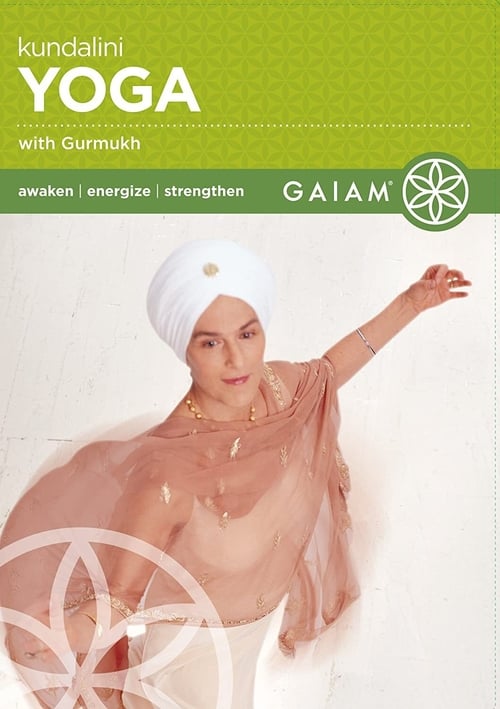 kundalini
YOGA
with Gurmukh
awaken | energize | strengthen
GAIAM®